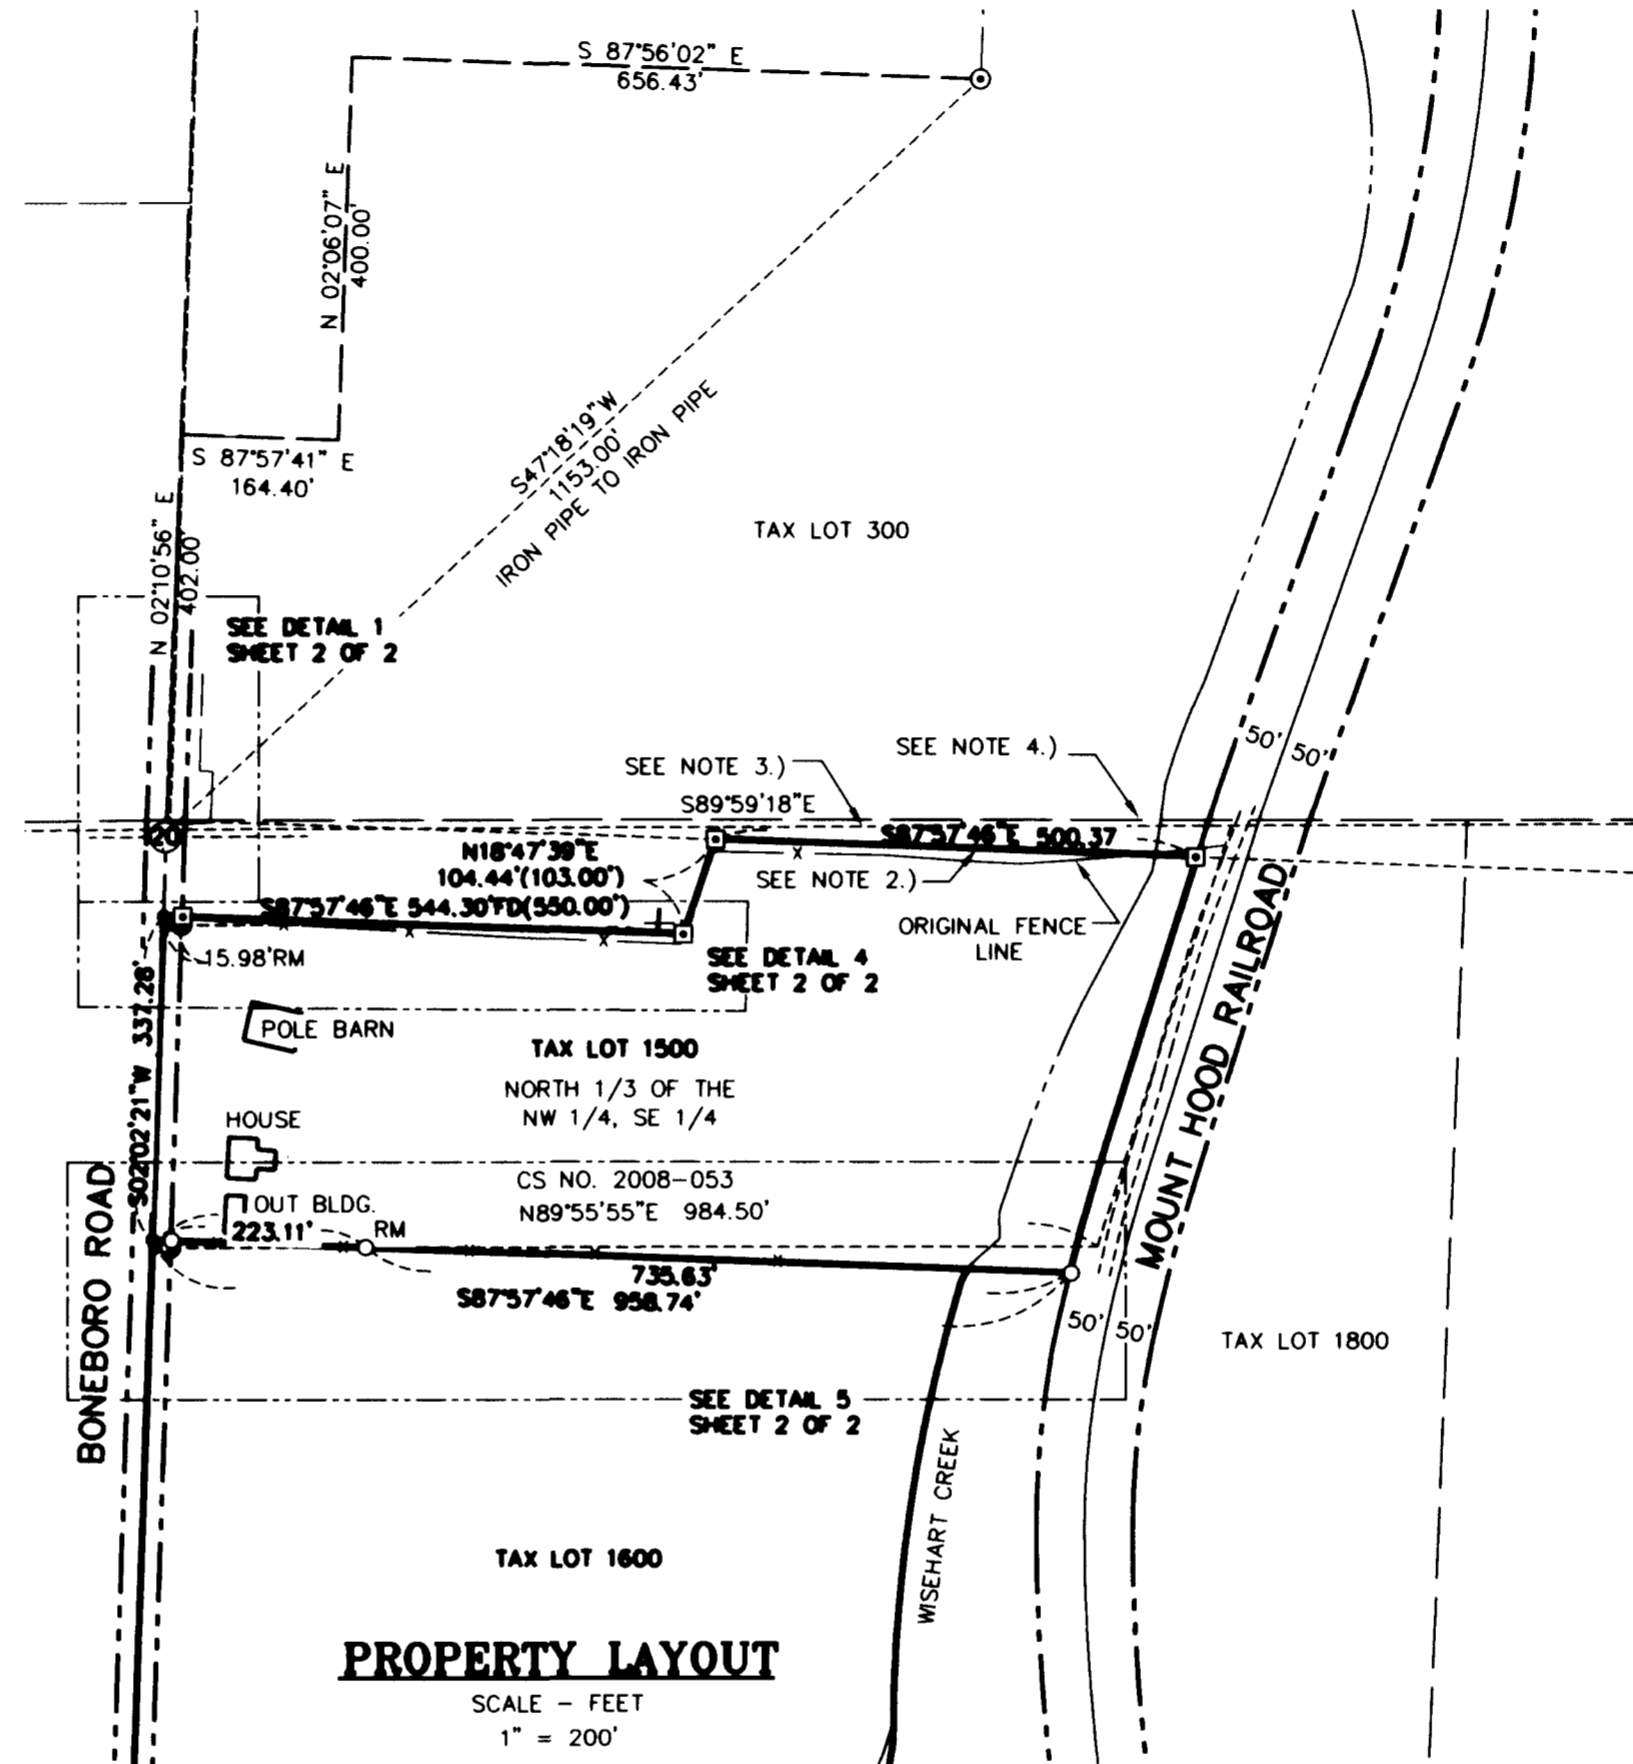 S 87°56'02" E
656.43'
N 02°06'07" E
400.00'
S 87°57'41" E
164.40'
S47°18'19"W
1153.00'
IRON PIPE TO IRON PIPE
TAX LOT 300
N 02°10'56" E
402.00'
SEE DETAIL 1
SHEET 2 OF 2
SEE NOTE 4.)
SEE NOTE 3.)
50' 50'
S89°59'18"E
20
S87°57'46"E 500.37
N18°47'39"E
104.44'(103.00')
SEE NOTE 2.)
S87°57'46"E 544.30'FD(550.00')
ORIGINAL FENCE
LINE
15.98'RM
SEE DETAIL 4
SHEET 2 OF 2
S02°02'21"W 337.28'
POLE BARN
TAX LOT 1500
NORTH 1/3 OF THE
NW 1/4, SE 1/4
MOUNT HOOD RAILROAD
HOUSE
CS NO. 2008-053
N89°55'55"E 984.50'
OUT BLDG.
223.11'
RM
735.63'
S87°57'46"E 958.74'
BONEBORO ROAD
50' 50'
TAX LOT 1800
SEE DETAIL 5
SHEET 2 OF 2
WISEHART CREEK
TAX LOT 1600
PROPERTY LAYOUT
SCALE - FEET
1" = 200'